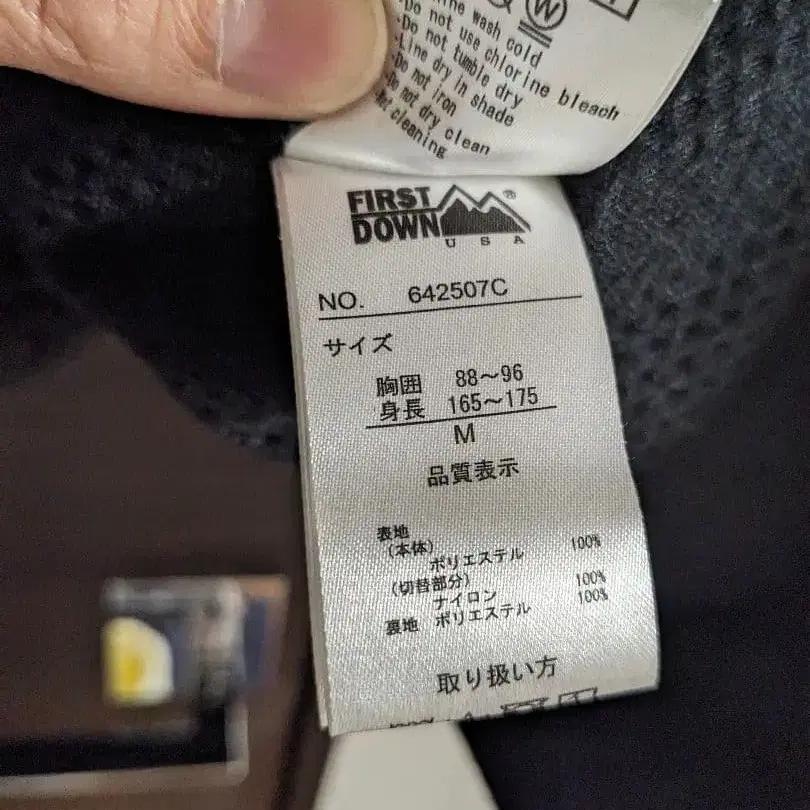 wash cold
Do not use chlorine bleach
Do not tumble dry
Line dry in shade
Do not iron
not dry clean
cleaning
FIRST
DOWN ®
USA
NO. 642507C
サイズ
胸囲 88～96
身長 165～175
M
品質表示
表地
(本体)
ポリエステル 100%
(切替部分)
ナイロン 100%
裏地 ポリエステル 100%
取り扱い方